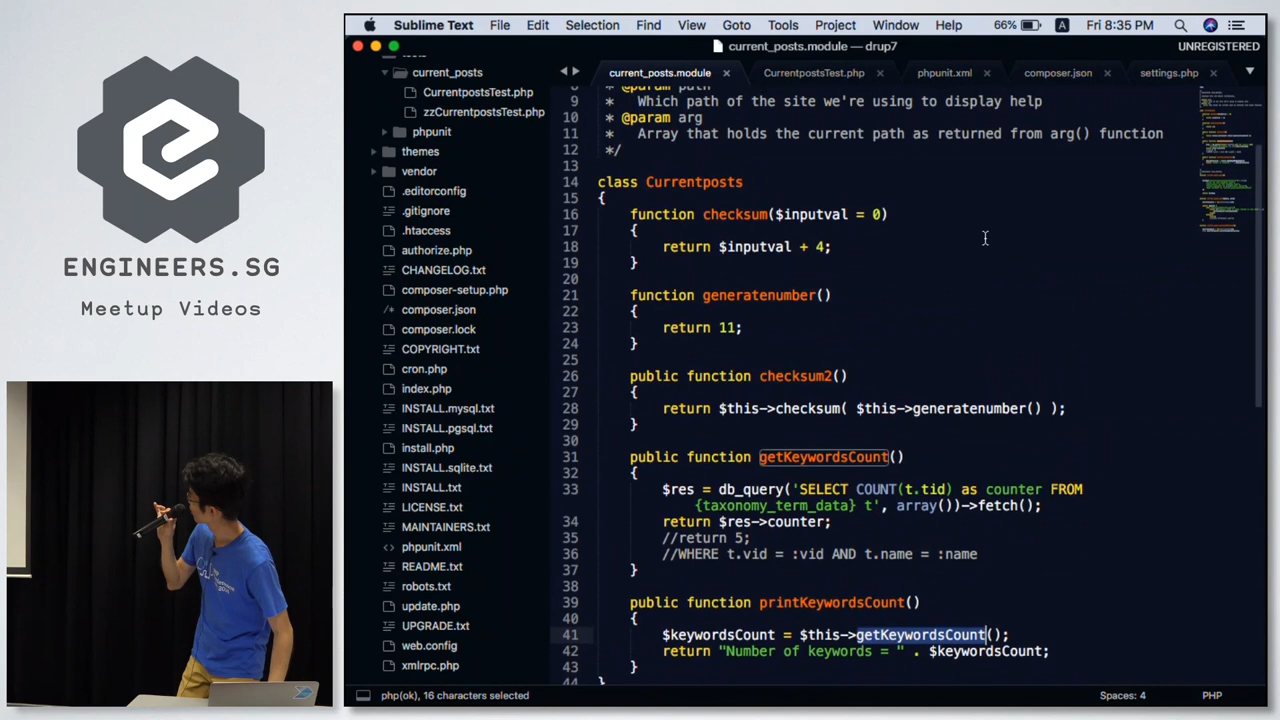 ENGINEERS.SG
Meetup Videos
Sublime Text File Edit Selection Find View Goto Tools Project Window Help 66% A Fri 8:35 PM
current_posts.module — drup7
UNREGISTERED
current_posts
CurrentpostsTest.php
zzCurrentpostsTest.php
phpunit
themes
vendor
.editorconfig
.gitignore
.htaccess
authorize.php
CHANGELOG.txt
composer-setup.php
composer.json
composer.lock
COPYRIGHT.txt
cron.php
index.php
INSTALL.mysql.txt
INSTALL.pgsql.txt
install.php
INSTALL.sqlite.txt
INSTALL.txt
LICENSE.txt
MAINTAINERS.txt
phpunit.xml
README.txt
robots.txt
update.php
UPGRADE.txt
web.config
xmlrpc.php
current_posts.module × CurrentpostsTest.php × phpunit.xml × composer.json × settings.php ×
8 * @param path
9 * Which path of the site we're using to display help
10 * @param arg
11 * Array that holds the current path as returned from arg() function
12 */
13
14 class Currentposts
15 {
16 function checksum($inputval = 0)
17 {
18 return $inputval + 4;
19 }
20
21 function generatenumber()
22 {
23 return 11;
24 }
25
26 public function checksum2()
27 {
28 return $this->checksum( $this->generatenumber() );
29 }
30
31 public function getKeywordsCount()
32 {
33 $res = db_query('SELECT COUNT(t.tid) as counter FROM
{taxonomy_term_data} t', array())->fetch();
34 return $res->counter;
35 //return 5;
36 //WHERE t.vid = :vid AND t.name = :name
37 }
38
39 public function printKeywordsCount()
40 {
41 $keywordsCount = $this->getKeywordsCount();
42 return "Number of keywords = " . $keywordsCount;
43 }
44
php(ok), 16 characters selected
Spaces: 4
PHP